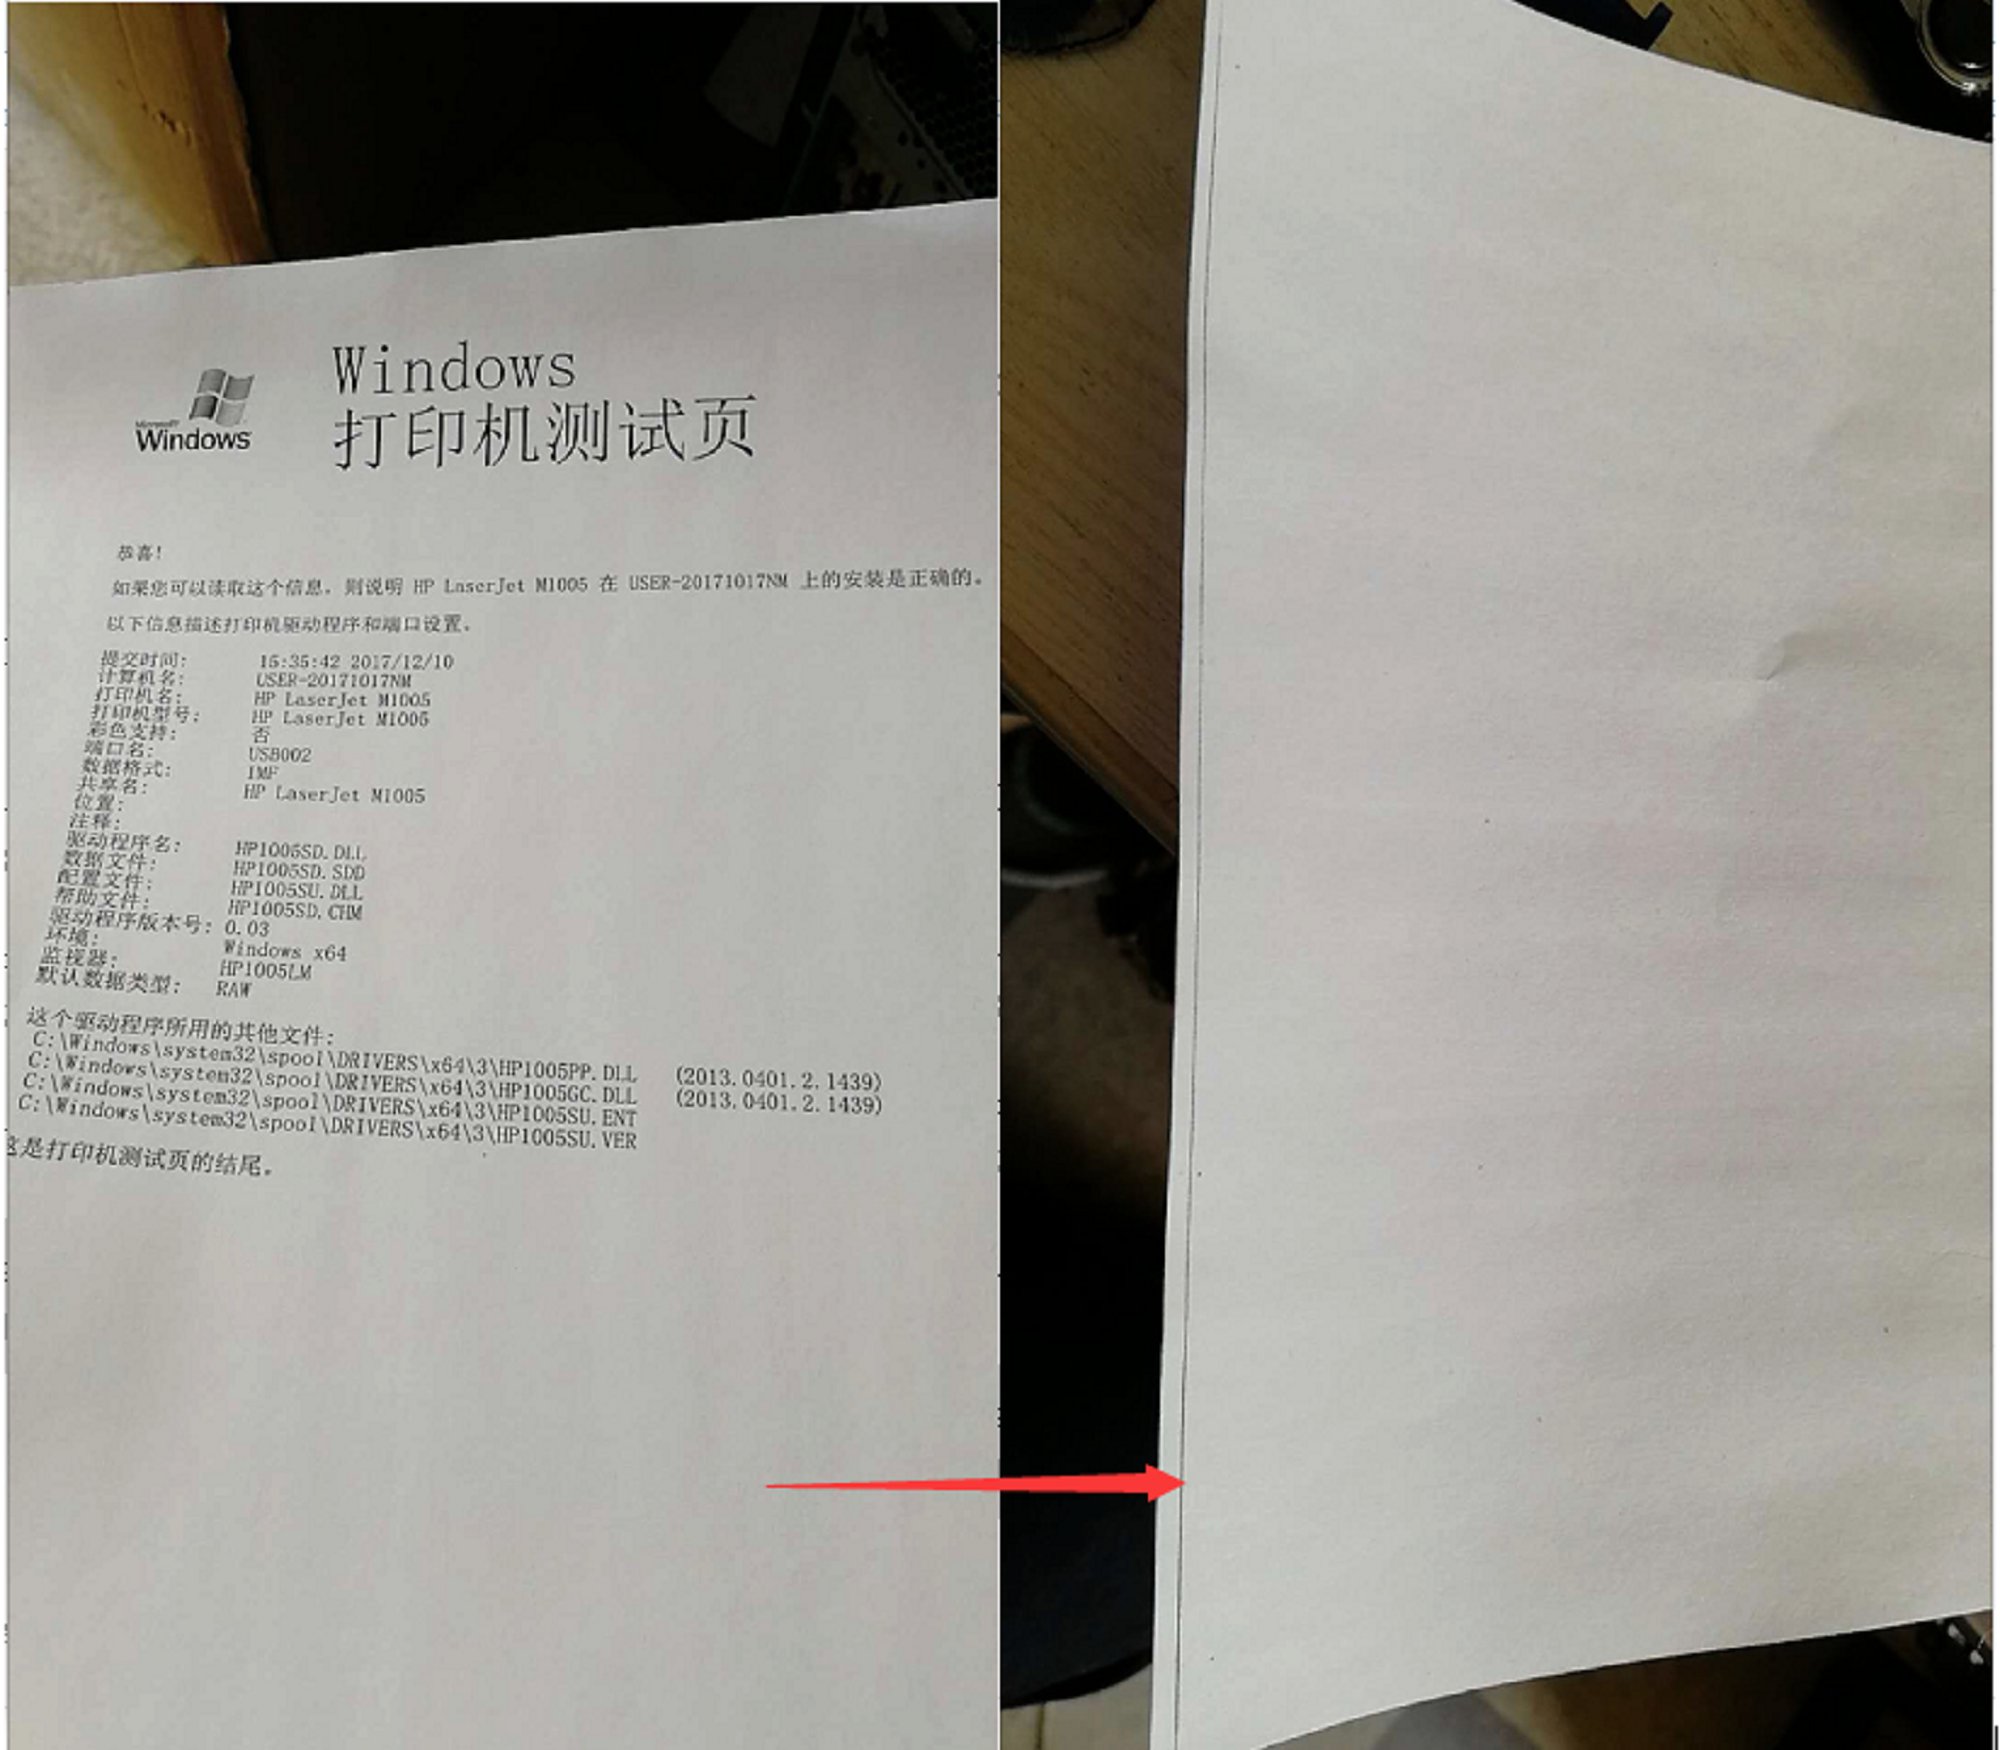 Microsoft
Windows
Windows
打印机测试页
恭喜!
如果您可以读取这个信息，则说明 HP LaserJet M1005 在 USER-20171017NM 上的安装是正确的。
以下信息描述打印机驱动程序和端口设置。
提交时间: 15:35:42 2017/12/10
计算机名: USER-20171017NM
打印机名: HP LaserJet M1005
打印机型号: HP LaserJet M1005
彩色支持: 否
端口名: USB002
数据格式: IMF
共享名: HP LaserJet M1005
位置:
注释:
驱动程序名: HP1005SD.DLL
数据文件: HP1005SD.SDD
配置文件: HP1005SU.DLL
帮助文件: HP1005SD.CHM
驱动程序版本号: 0.03
环境: Windows x64
监视器: HP1005LM
默认数据类型: RAW
这个驱动程序所用的其他文件:
C:\Windows\system32\spool\DRIVERS\x64\3\HP1005PP.DLL (2013.0401.2.1439)
C:\Windows\system32\spool\DRIVERS\x64\3\HP1005GC.DLL (2013.0401.2.1439)
C:\Windows\system32\spool\DRIVERS\x64\3\HP1005SU.ENT
C:\Windows\system32\spool\DRIVERS\x64\3\HP1005SU.VER
这是打印机测试页的结尾。